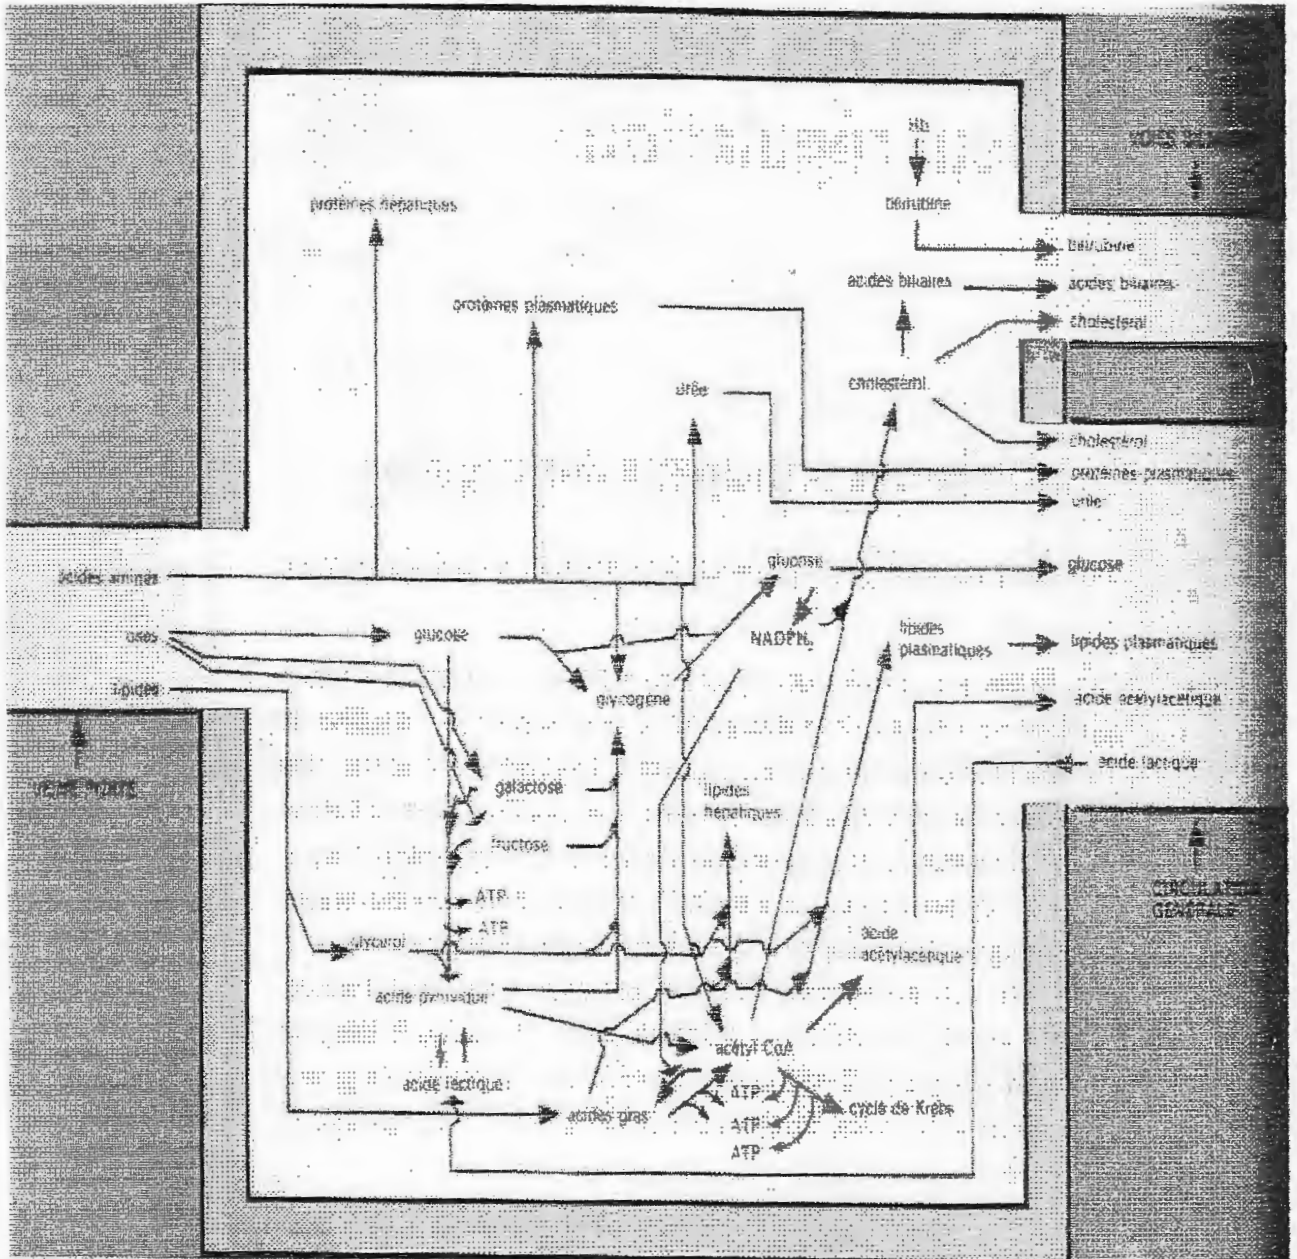 Hb
VOIES
protéines hépatiques
bilirubine
bilirubine
acides biliaires
acides biliaires
protéines plasmatiques
cholestérol
urée
cholestérol
cholestérol
protéines plasmatiques
urée
acides aminés
glucose
glucose
oses
glucose
NADPH₂
lipides
plasmatiques
lipides plasmatiques
lipides
glycogène
acide acétylacétique
VEINE PORTE
galactose
lipides
hépatiques
acide lactique
fructose
ATP
ATP
CIRCULATION
GÉNÉRALE
glycérol
acide
acétylacétique
acide pyruvique
acétyl CoA
acide lactique
ATP
cycle de Krebs
acides gras
ATP
ATP